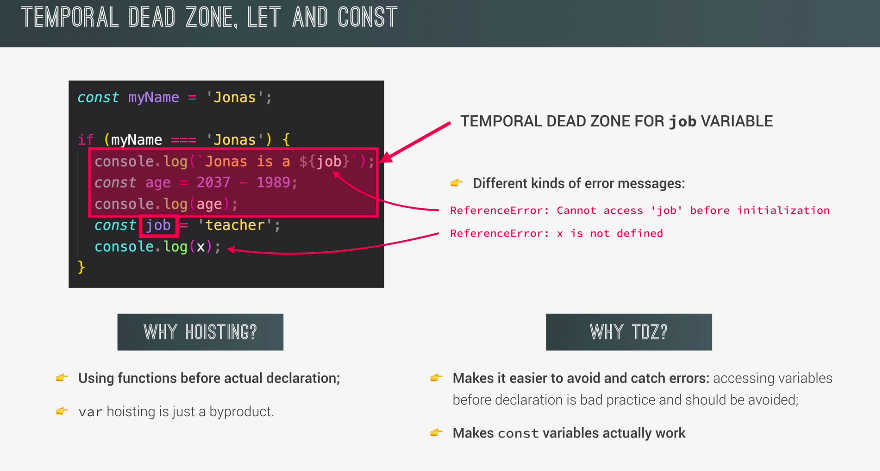 TEMPORAL DEAD ZONE, LET AND CONST
const myName = 'Jonas';
if (myName === 'Jonas') {
console.log(`Jonas is a ${job}`);
const age = 2037 - 1989;
console.log(age);
const job = 'teacher';
console.log(x);
}
TEMPORAL DEAD ZONE FOR job VARIABLE
👉 Different kinds of error messages:
ReferenceError: Cannot access 'job' before initialization
ReferenceError: x is not defined
WHY HOISTING?
👉 Using functions before actual declaration;
👉 var hoisting is just a byproduct.
WHY TDZ?
👉 Makes it easier to avoid and catch errors: accessing variables
before declaration is bad practice and should be avoided;
👉 Makes const variables actually work